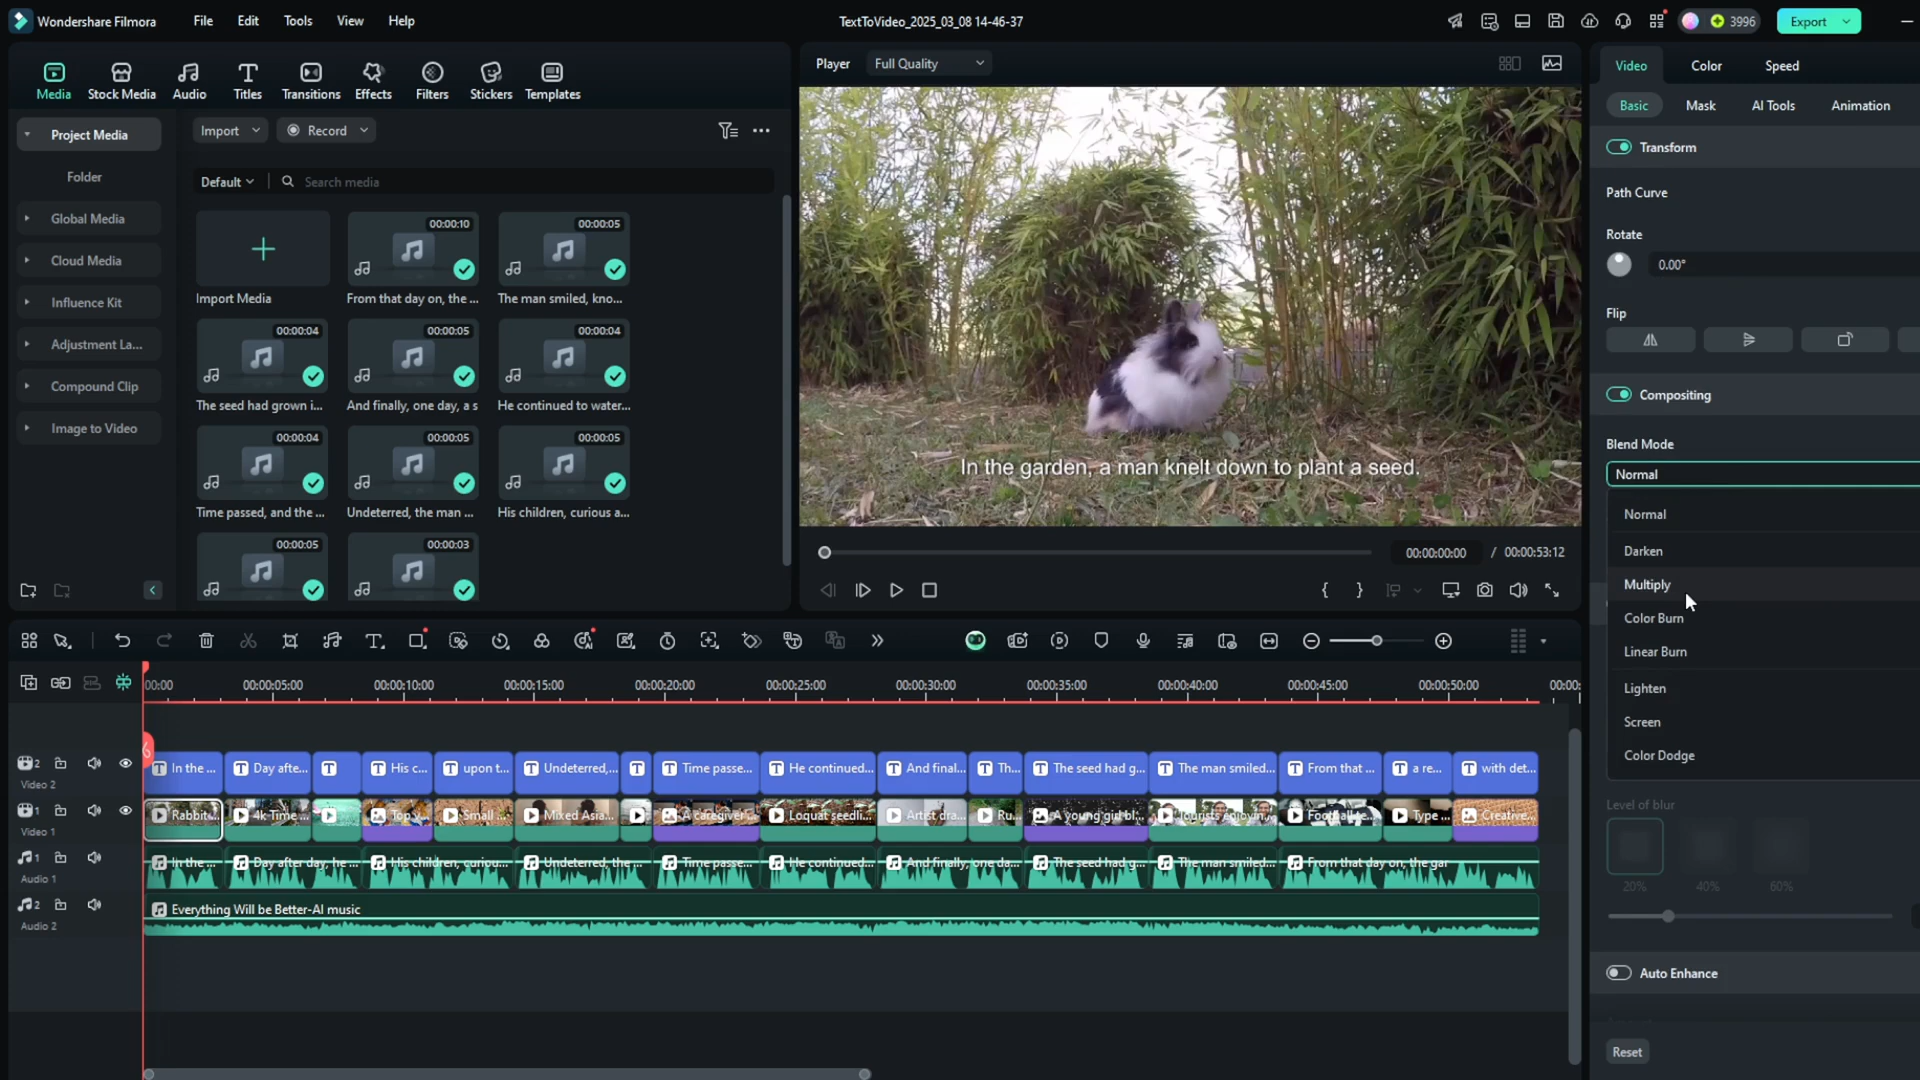 Wondershare Filmora
File
Edit
Tools
View
Help
TextToVideo_2025_03_08 14-46-37
3996
Export
Media
Stock Media
Audio
Titles
Transitions
Effects
Filters
Stickers
Templates
Player
Full Quality
Video
Color
Speed
Basic
Mask
AI Tools
Animation
Project Media
Folder
Global Media
Cloud Media
Influence Kit
Adjustment La...
Compound Clip
Image to Video
Import
Record
Default
Search media
Import Media
00:00:10
From that day on, the ...
00:00:05
The man smiled, kno...
00:00:04
The seed had grown i...
00:00:05
And finally, one day, a s
00:00:04
He continued to water...
00:00:04
Time passed, and the ...
00:00:05
Undeterred, the man ...
00:00:05
His children, curious a...
00:00:05
00:00:03
In the garden, a man knelt down to plant a seed.
00:00:00:00 / 00:00:53:12
Transform
Path Curve
Rotate
0.00°
Flip
Compositing
Blend Mode
Normal
Normal
Darken
Multiply
Color Burn
Linear Burn
Lighten
Screen
Color Dodge
Level of blur
20%
40%
60%
Auto Enhance
Reset
:00:00
00:00:05:00
00:00:10:00
00:00:15:00
00:00:20:00
00:00:25:00
00:00:30:00
00:00:35:00
00:00:40:00
00:00:45:00
00:00:50:00
00:00:
2
Video 2
In the ...
Day afte...
His c...
upon t...
Undeterred,...
Time passe...
He continued...
And final...
Th...
The seed had g...
The man smiled...
From that ...
a re...
with det...
1
Video 1
Rabbit
4k Time...
Top v...
Small ...
Mixed Asia...
A caregiver...
Loquat seedli...
Artist dra...
Ru...
A young girl bl...
Tourists enjoyin...
Football te...
Type ...
Creative...
1
Audio 1
In the ...
Day after day, he ...
His children, curiou...
Undeterred, the ...
Time passe...
He continued...
And finally, one da...
The seed had g...
The man smiled...
From that day on, the gar
2
Audio 2
Everything Will be Better-AI music